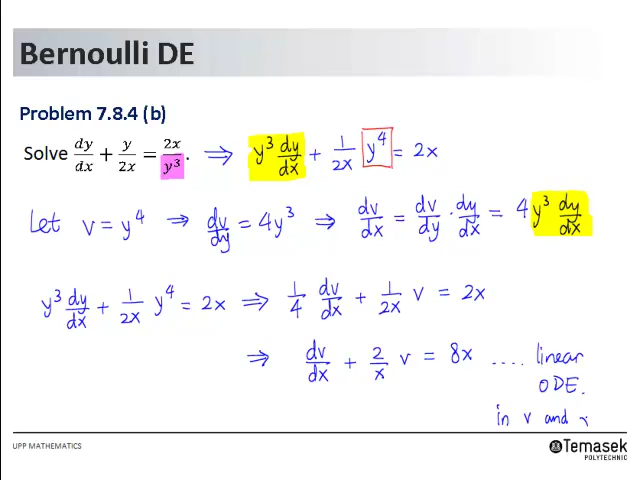 Bernoulli DE
Problem 7.8.4 (b)
Solve dy/dx + y/2x = 2x/y³. ⇒ y³ dy/dx + 1/2x y⁴ = 2x
Let v = y⁴ ⇒ dv/dy = 4y³ ⇒ dv/dx = dv/dy · dy/dx = 4 y³ dy/dx
y³ dy/dx + 1/2x y⁴ = 2x ⇒ 1/4 dv/dx + 1/2x v = 2x
⇒ dv/dx + 2/x v = 8x .... linear
ODE.
in v and
UPP MATHEMATICS
Temasek
POLYTECHNIC